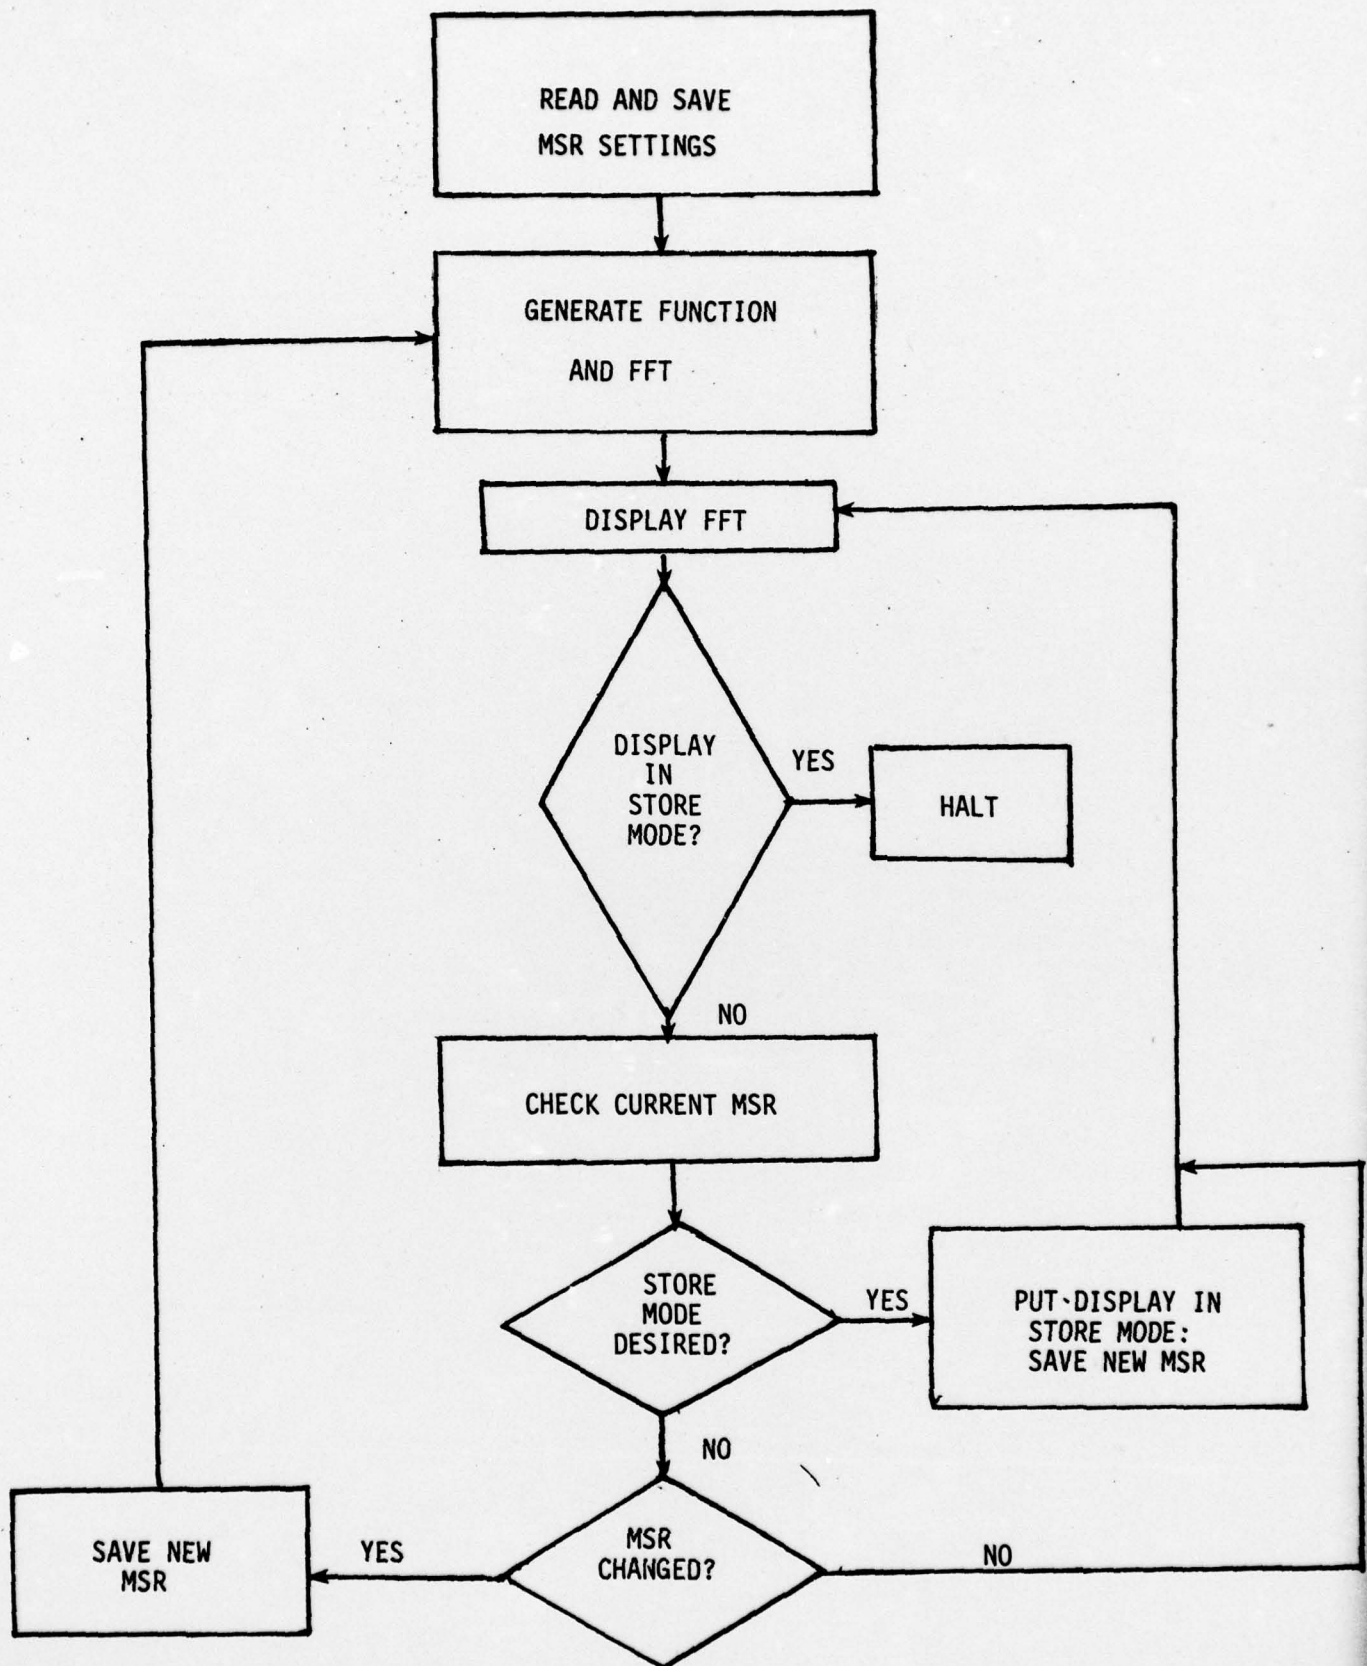 READ AND SAVE
MSR SETTINGS
GENERATE FUNCTION
AND FFT
DISPLAY FFT
DISPLAY
IN
STORE
MODE?
YES
HALT
NO
CHECK CURRENT MSR
STORE
MODE
DESIRED?
YES
PUT-DISPLAY IN
STORE MODE:
SAVE NEW MSR
NO
MSR
CHANGED?
YES
NO
SAVE NEW
MSR